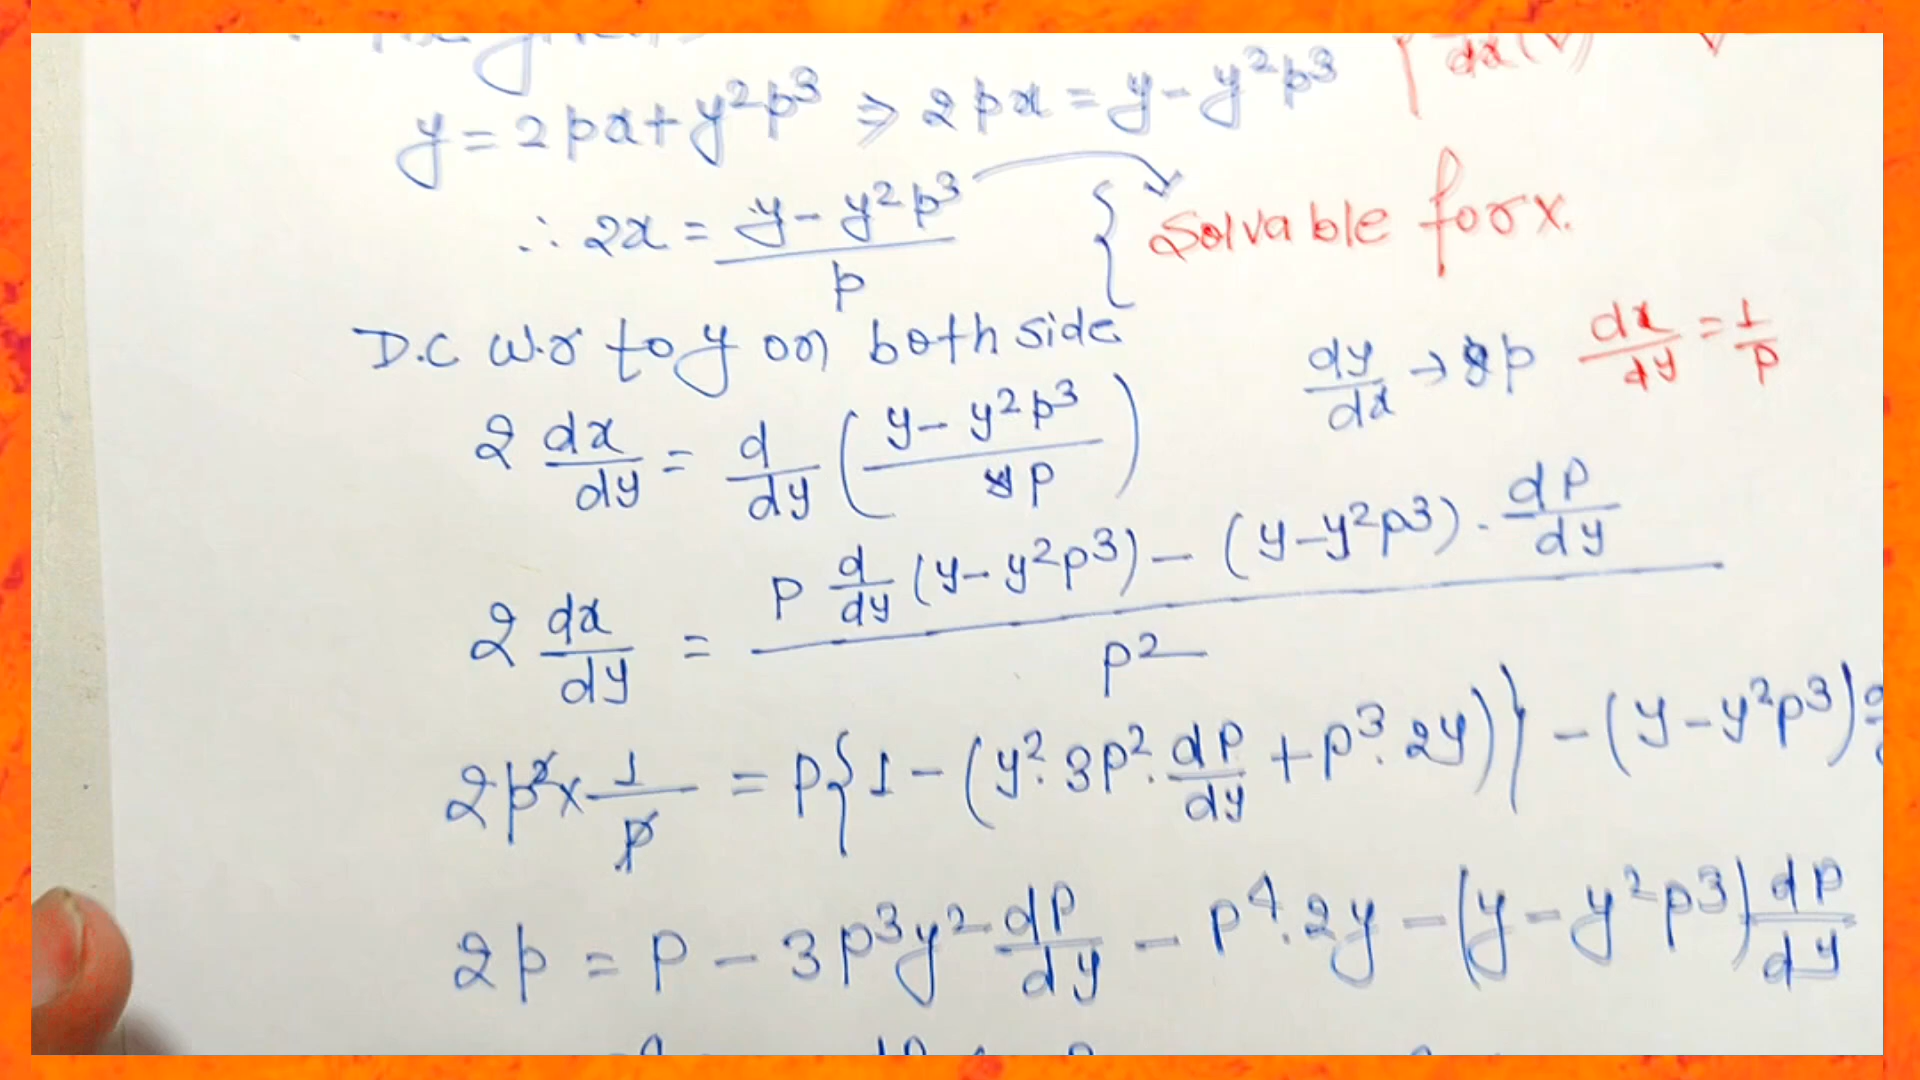 y = 2px + y²p³ ⇒ 2px = y - y²p³
∴ 2x = (y - y²p³)/p { Solvable for x.
D.C w.r to y on both side
dy/dx → p dx/dy = 1/p
2 dx/dy = d/dy ((y - y²p³)/p)
2 dx/dy = (p d/dy (y - y²p³) - (y - y²p³) . dp/dy)/p²
2p² × 1/p = p{1 - (y². 3p². dp/dy + p³. 2y)} - (y - y²p³)
2p = p - 3p³y² dp/dy - p⁴. 2y - (y - y²p³) dp/dy